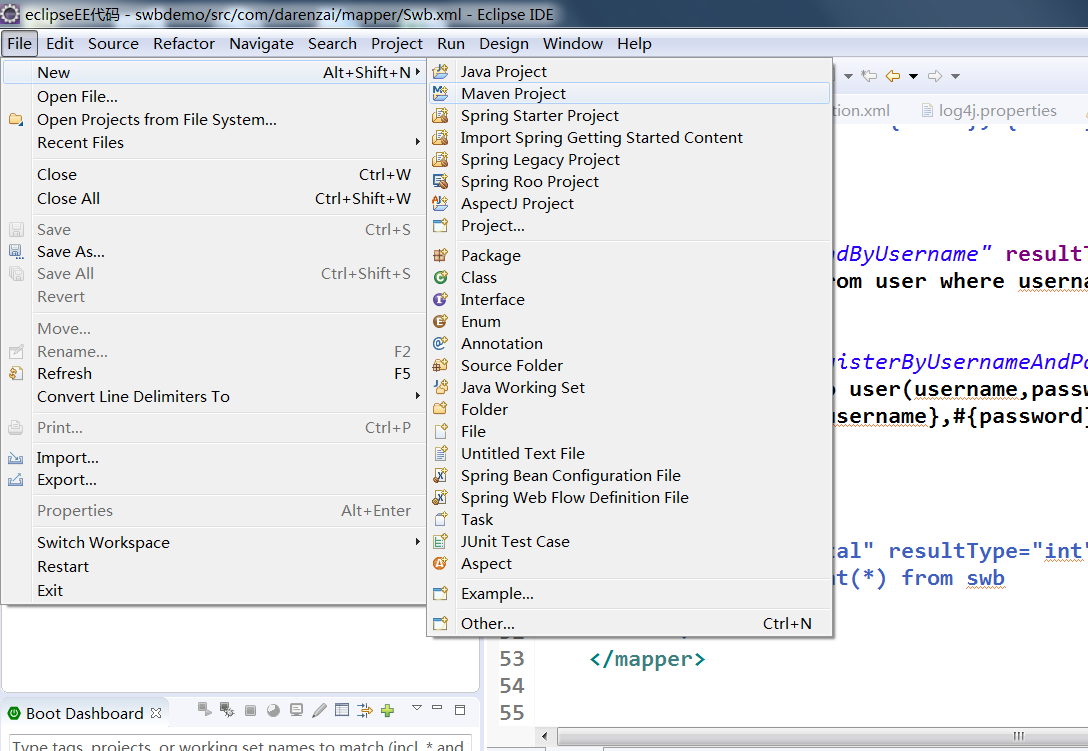 eclipseEE代码 - swbdemo/src/com/darenzai/mapper/Swb.xml - Eclipse IDE
File Edit Source Refactor Navigate Search Project Run Design Window Help
New Alt+Shift+N
Open File...
Open Projects from File System...
Recent Files
Close Ctrl+W
Close All Ctrl+Shift+W
Save Ctrl+S
Save As...
Save All Ctrl+Shift+S
Revert
Move...
Rename... F2
Refresh F5
Convert Line Delimiters To
Print... Ctrl+P
Import...
Export...
Properties Alt+Enter
Switch Workspace
Restart
Exit
Java Project
Maven Project
Spring Starter Project
Import Spring Getting Started Content
Spring Legacy Project
Spring Roo Project
AspectJ Project
Project...
Package
Class
Interface
Enum
Annotation
Source Folder
Java Working Set
Folder
File
Untitled Text File
Spring Bean Configuration File
Spring Web Flow Definition File
Task
JUnit Test Case
Aspect
Example...
Other... Ctrl+N
tion.xml log4j.properties
dByUsername" result
om user where usern
isterByUsernameAndP
user(username,passw
sername},#{password}
tal" resultType="int"
t(*) from swb
53 </mapper>
54
55
Boot Dashboard
Type tags, projects, or working set names to match (incl. * and